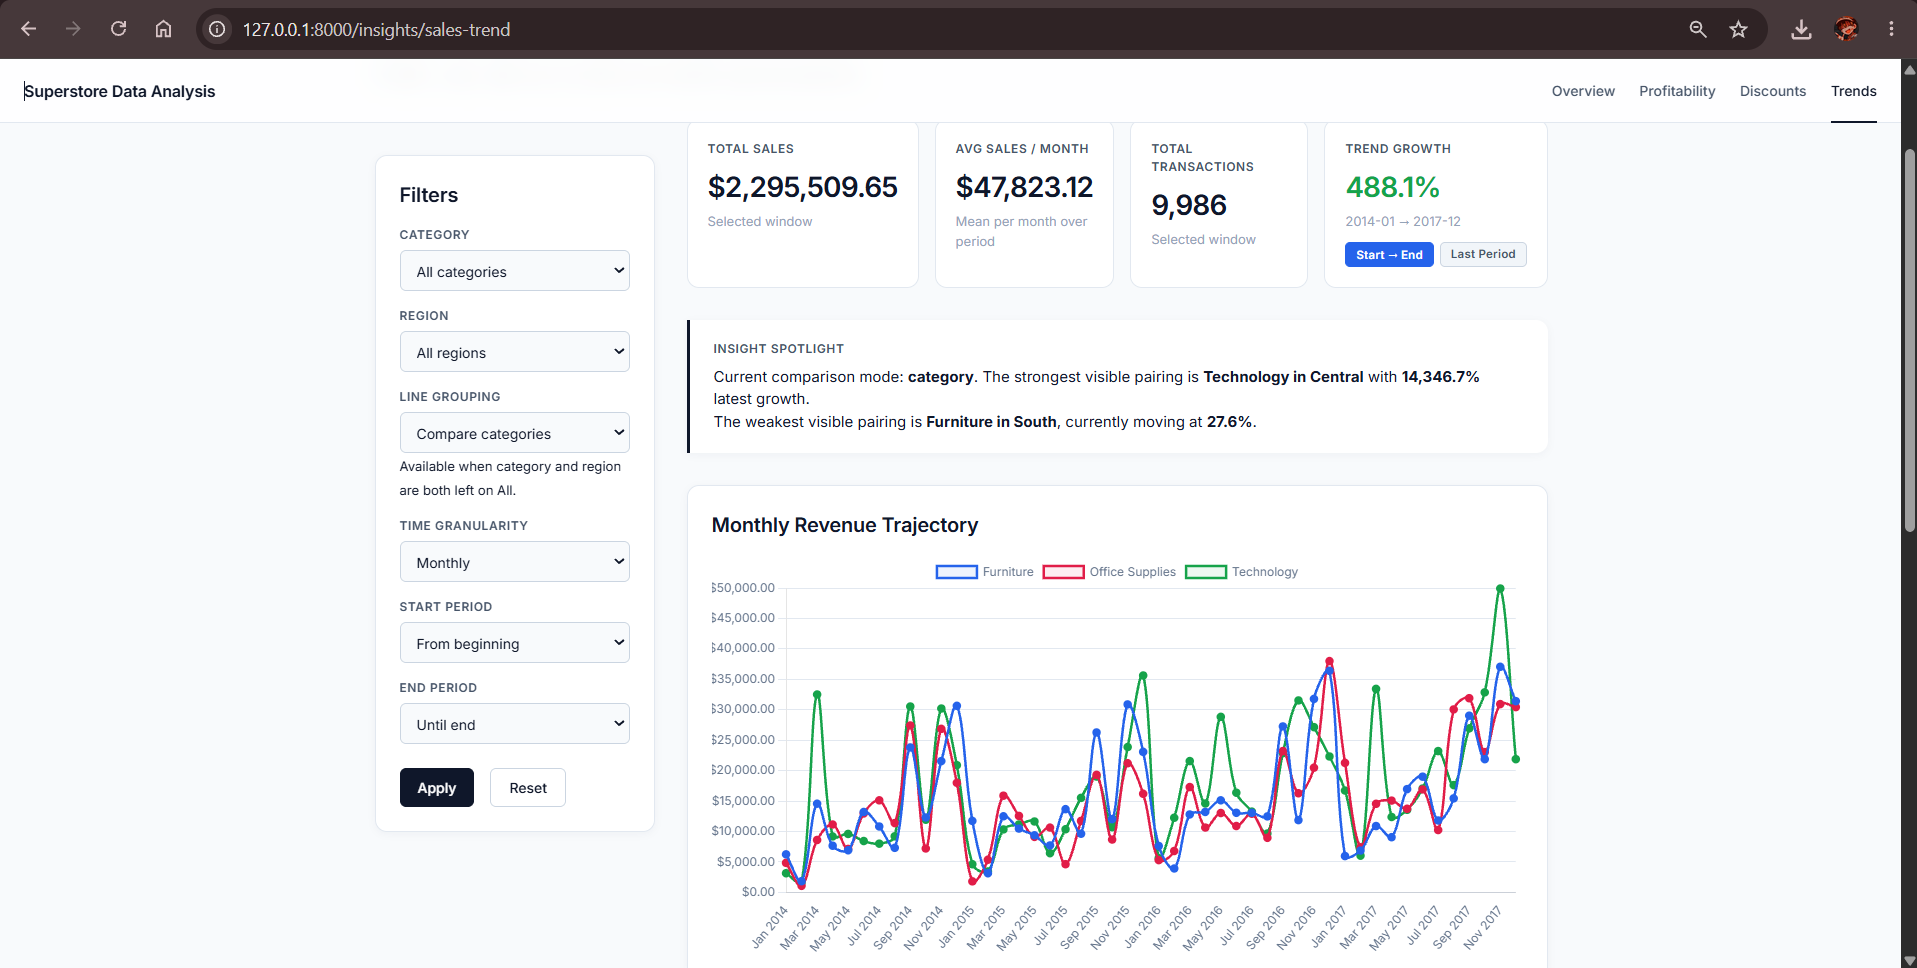 127.0.0.1:8000/insights/sales-trend
Superstore Data Analysis
Overview
Profitability
Discounts
Trends
Filters
CATEGORY
All categories
REGION
All regions
LINE GROUPING
Compare categories
Available when category and region
are both left on All.
TIME GRANULARITY
Monthly
START PERIOD
From beginning
END PERIOD
Until end
Apply
Reset
TOTAL SALES
$2,295,509.65
Selected window
AVG SALES / MONTH
$47,823.12
Mean per month over
period
TOTAL
TRANSACTIONS
9,986
Selected window
TREND GROWTH
488.1%
2014-01 → 2017-12
Start → End
Last Period
INSIGHT SPOTLIGHT
Current comparison mode: category. The strongest visible pairing is Technology in Central with 14,346.7%
latest growth.
The weakest visible pairing is Furniture in South, currently moving at 27.6%.
Monthly Revenue Trajectory
Furniture
Office Supplies
Technology
$50,000.00
$45,000.00
$40,000.00
$35,000.00
$30,000.00
$25,000.00
$20,000.00
$15,000.00
$10,000.00
$5,000.00
$0.00
Jan 2014
Mar 2014
May 2014
Jul 2014
Sep 2014
Nov 2014
Jan 2015
Mar 2015
May 2015
Jul 2015
Sep 2015
Nov 2015
Jan 2016
Mar 2016
May 2016
Jul 2016
Sep 2016
Nov 2016
Jan 2017
Mar 2017
May 2017
Jul 2017
Sep 2017
Nov 2017